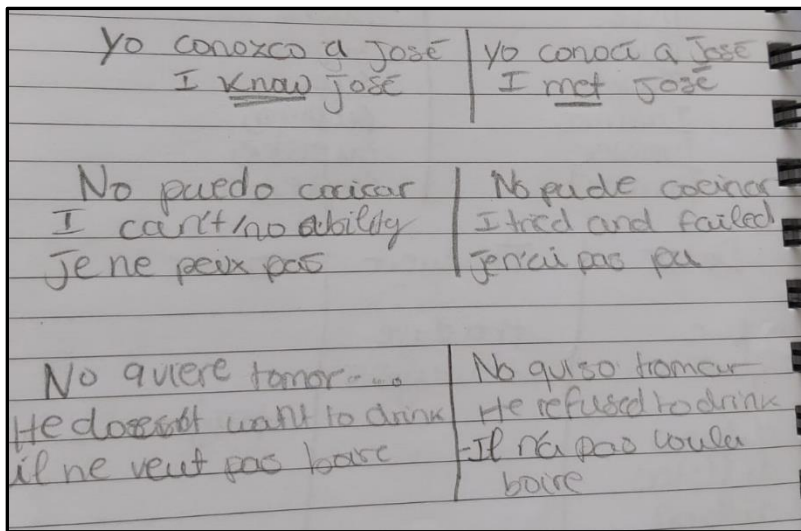 Yo conozco a José
I know José
yo conocí a José
I met José
No puedo cocicar
I can't/no ability
Je ne peux pas
No pude cocinar
I tried and failed
Je n'ai pas pu
No quiere tomar....
He doesn't want to drink
il ne veut pas boire
No quiso tromar
He refused to drink
Il n'a pas voulu
boire